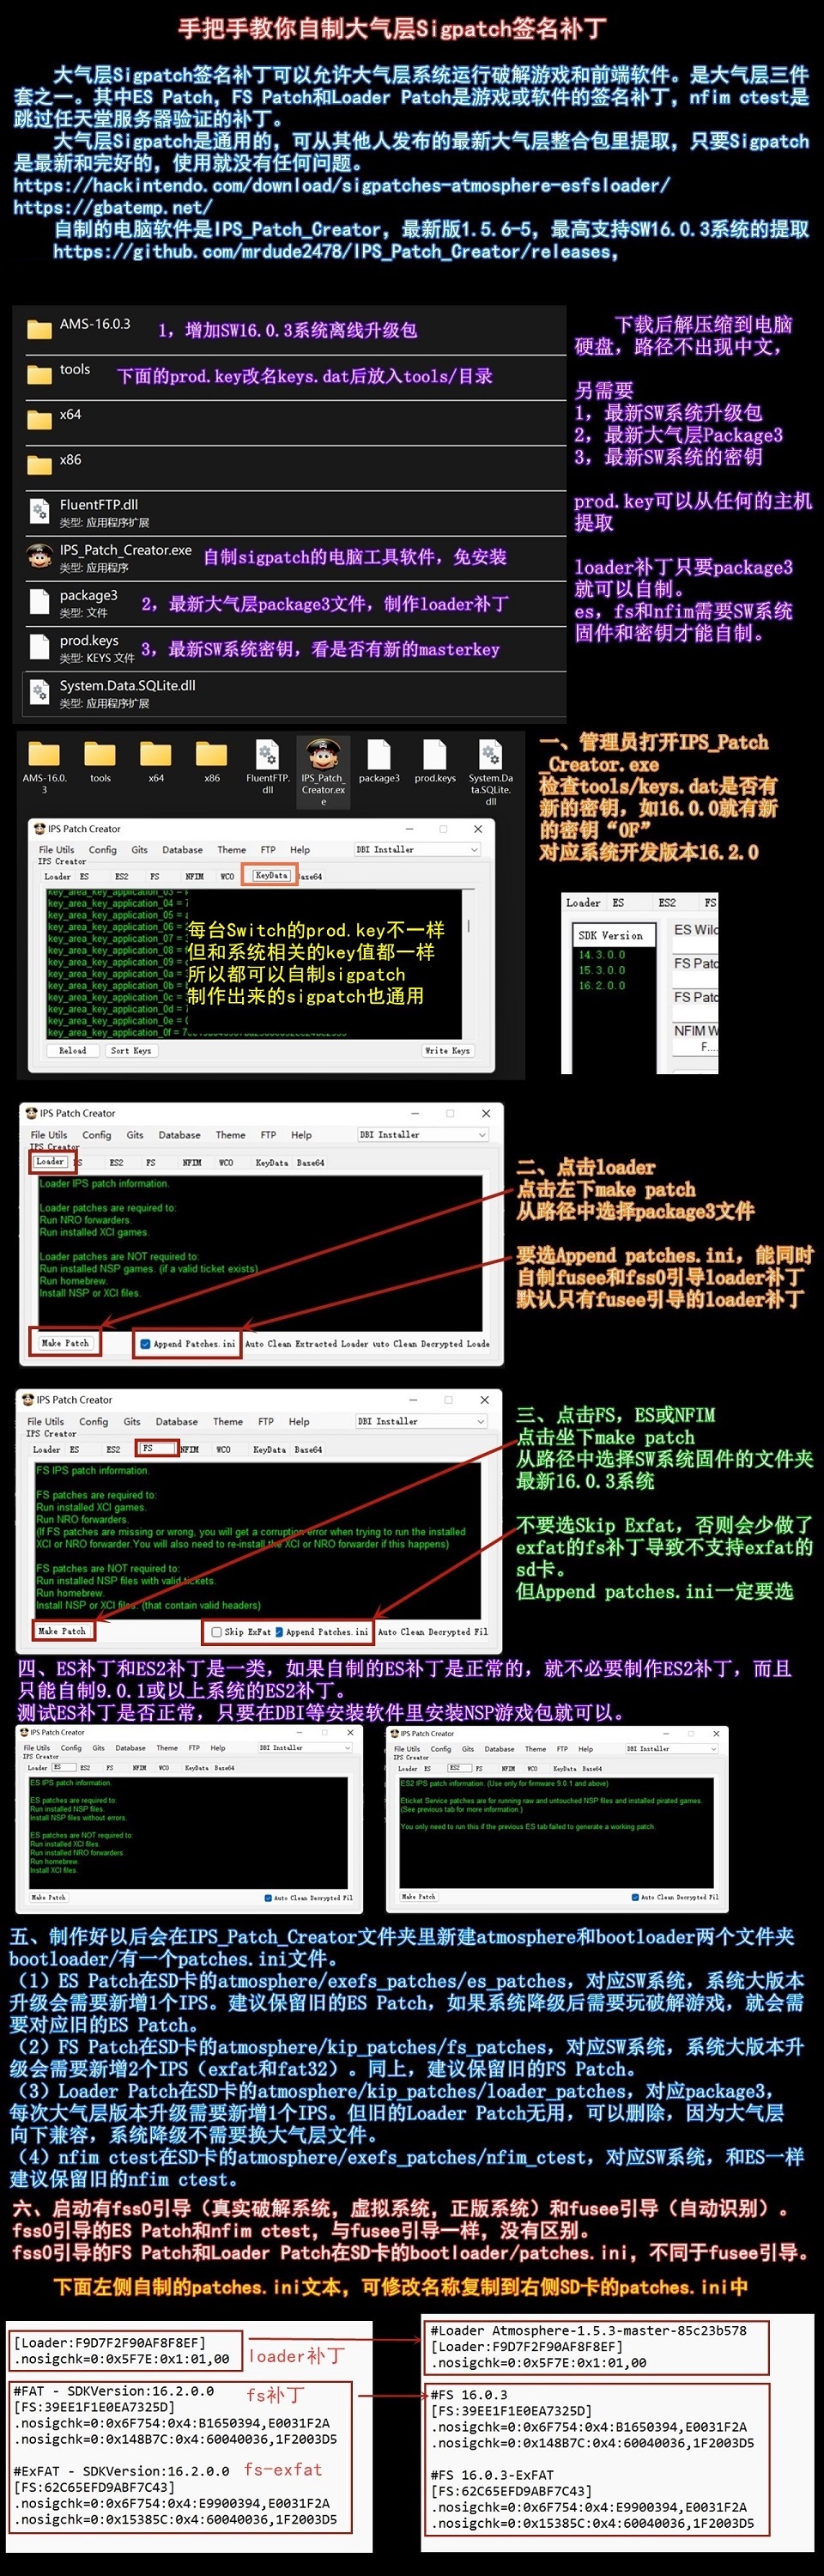 手把手教你自制大气层Sigpatch签名补丁
大气层Sigpatch签名补丁可以允许大气层系统运行破解游戏和前端软件。是大气层三件
套之一。其中ES Patch，FS Patch和Loader Patch是游戏或软件的签名补丁，nfim ctest是
跳过任天堂服务器验证的补丁。
大气层Sigpatch是通用的，可从其他人发布的最新大气层整合包里提取，只要Sigpatch
是最新和完好的，使用就没有任何问题。
https://hackintendo.com/download/sigpatches-atmosphere-esfsloader/
https://gbatemp.net/
自制的电脑软件是IPS_Patch_Creator，最新版1.5.6-5，最高支持SW16.0.3系统的提取
https://github.com/mrdude2478/IPS_Patch_Creator/releases，
AMS-16.0.3
1，增加SW16.0.3系统离线升级包
tools
下面的prod.key改名keys.dat后放入tools/目录
x64
x86
FluentFTP.dll
类型: 应用程序扩展
IPS_Patch_Creator.exe
类型: 应用程序
自制sigpatch的电脑工具软件，免安装
package3
类型: 文件
2，最新大气层package3文件，制作loader补丁
prod.keys
类型: KEYS 文件
3，最新SW系统密钥，看是否有新的masterkey
System.Data.SQLite.dll
类型: 应用程序扩展
下载后解压缩到电脑
硬盘，路径不出现中文，
另需要
1，最新SW系统升级包
2，最新大气层Package3
3，最新SW系统的密钥
prod.key可以从任何的主机
提取
loader补丁只要package3
就可以自制。
es，fs和nfim需要SW系统
固件和密钥才能自制。
AMS-16.0.
3
tools
x64
x86
FluentFTP.
dll
IPS_Patch_
Creator.ex
e
package3
prod.keys
System.Da
ta.SQLite.
dll
IPS Patch Creator
File Utils Config Gits Database Theme FTP Help DBI Installer
IPS Creator
Loader ES ES2 FS NFIM WCO KeyData Base64
key_area_key_application_03 =
key_area_key_application_04 = 7
key_area_key_application_05 =
key_area_key_application_06 =
key_area_key_application_07 =
key_area_key_application_08 =
key_area_key_application_09 =
key_area_key_application_0a =
key_area_key_application_0b =
key_area_key_application_0c =
key_area_key_application_0d =
key_area_key_application_0e =
key_area_key_application_0f =
每台Switch的prod.key不一样
但和系统相关的key值都一样
所以都可以自制sigpatch
制作出来的sigpatch也通用
Reload Sort Keys Write Keys
一、管理员打开IPS_Patch
_Creator.exe
检查tools/keys.dat是否有
新的密钥，如16.0.0就有新
的密钥“0F”
对应系统开发版本16.2.0
Loader ES ES2 FS
SDK Version
14.3.0.0
15.3.0.0
16.2.0.0
ES Wilc
FS Patc
FS Patc
NFIM W
F....
IPS Patch Creator
File Utils Config Gits Database Theme FTP Help DBI Installer
IPS Creator
Loader ES ES2 FS NFIM WCO KeyData Base64
Loader IPS patch information.
Loader patches are required to:
Run NRO forwarders.
Run installed XCI games.
Loader patches are NOT required to:
Run installed NSP games. (if a valid ticket exists)
Run homebrew.
Install NSP or XCI files.
Make Patch Append Patches.ini Auto Clean Extracted Loader Auto Clean Decrypted Loade
二、点击loader
点击左下make patch
从路径中选择package3文件
要选Append patches.ini，能同时
自制fusee和fss0引导loader补丁
默认只有fusee引导的loader补丁
IPS Patch Creator
File Utils Config Gits Database Theme FTP Help DBI Installer
IPS Creator
Loader ES ES2 FS NFIM WCO KeyData Base64
FS IPS patch information.
FS patches are required to:
Run installed XCI games.
Run NRO forwarders.
(If FS patches are missing or wrong, you will get a corruption error when trying to run the installed
XCI or NRO forwarder.You will also need to re-install the XCI or NRO forwarder if this happens)
FS patches are NOT required to:
Run installed NSP files with valid tickets.
Run homebrew.
Install NSP or XCI files. (that contain valid headers)
Make Patch Skip ExFat Append Patches.ini Auto Clean Decrypted Fil
三、点击FS，ES或NFIM
点击坐下make patch
从路径中选择SW系统固件的文件夹
最新16.0.3系统
不要选Skip Exfat，否则会少做了
exfat的fs补丁导致不支持exfat的
sd卡。
但Append patches.ini一定要选
四、ES补丁和ES2补丁是一类，如果自制的ES补丁是正常的，就不必要制作ES2补丁，而且
只能自制9.0.1或以上系统的ES2补丁。
测试ES补丁是否正常，只要在DBI等安装软件里安装NSP游戏包就可以。
IPS Patch Creator
File Utils Config Gits Database Theme FTP Help DBI Installer
IPS Creator
Loader ES ES2 FS NFIM WCO KeyData Base64
ES IPS patch information.
ES patches are required to:
Run installed NSP files.
Install NSP files without errors.
ES patches are NOT required to:
Run installed XCI files.
Run installed NRO forwarders.
Run homebrew.
Install XCI files.
Make Patch Auto Clean Decrypted Fil
IPS Patch Creator
File Utils Config Gits Database Theme FTP Help DBI Installer
IPS Creator
Loader ES ES2 FS NFIM WCO KeyData Base64
ES2 IPS patch information. (Use only for firmware 9.0.1 and above)
Eticket Service patches are for running raw and untouched NSP files and installed pirated games.
(See previous tab for more information.)
You only need to run this if the previous ES tab failed to generate a working patch.
Make Patch Auto Clean Decrypted Fil
五、制作好以后会在IPS_Patch_Creator文件夹里新建atmosphere和bootloader两个文件夹
bootloader/有一个patches.ini文件。
（1）ES Patch在SD卡的atmosphere/exefs_patches/es_patches，对应SW系统，系统大版本
升级会需要新增1个IPS。建议保留旧的ES Patch，如果系统降级后需要玩破解游戏，就会需
要对应旧的ES Patch。
（2）FS Patch在SD卡的atmosphere/kip_patches/fs_patches，对应SW系统，系统大版本升
级会需要新增2个IPS（exfat和fat32）。同上，建议保留旧的FS Patch。
（3）Loader Patch在SD卡的atmosphere/kip_patches/loader_patches，对应package3，
每次大气层版本升级需要新增1个IPS。但旧的Loader Patch无用，可以删除，因为大气层
向下兼容，系统降级不需要换大气层文件。
（4）nfim ctest在SD卡的atmosphere/exefs_patches/nfim_ctest，对应SW系统，和ES一样
建议保留旧的nfim ctest。
六、启动有fss0引导（真实破解系统，虚拟系统，正版系统）和fusee引导（自动识别）。
fss0引导的ES Patch和nfim ctest，与fusee引导一样，没有区别。
fss0引导的FS Patch和Loader Patch在SD卡的bootloader/patches.ini，不同于fusee引导。
下面左侧自制的patches.ini文本，可修改名称复制到右侧SD卡的patches.ini中
[Loader:F9D7F2F90AF8F8EF]
.nosigchk=0:0x5F7E:0x1:01,00
loader补丁
#FAT - SDKVersion:16.2.0.0
fs补丁
[FS:39EE1F1E0EA7325D]
.nosigchk=0:0x6F754:0x4:B1650394,E0031F2A
.nosigchk=0:0x148B7C:0x4:60040036,1F2003D5
#ExFAT - SDKVersion:16.2.0.0
fs-exfat
[FS:62C65EFD9ABF7C43]
.nosigchk=0:0x6F754:0x4:E9900394,E0031F2A
.nosigchk=0:0x15385C:0x4:60040036,1F2003D5
#Loader Atmosphere-1.5.3-master-85c23b578
[Loader:F9D7F2F90AF8F8EF]
.nosigchk=0:0x5F7E:0x1:01,00
#FS 16.0.3
[FS:39EE1F1E0EA7325D]
.nosigchk=0:0x6F754:0x4:B1650394,E0031F2A
.nosigchk=0:0x148B7C:0x4:60040036,1F2003D5
#FS 16.0.3-ExFAT
[FS:62C65EFD9ABF7C43]
.nosigchk=0:0x6F754:0x4:E9900394,E0031F2A
.nosigchk=0:0x15385C:0x4:60040036,1F2003D5